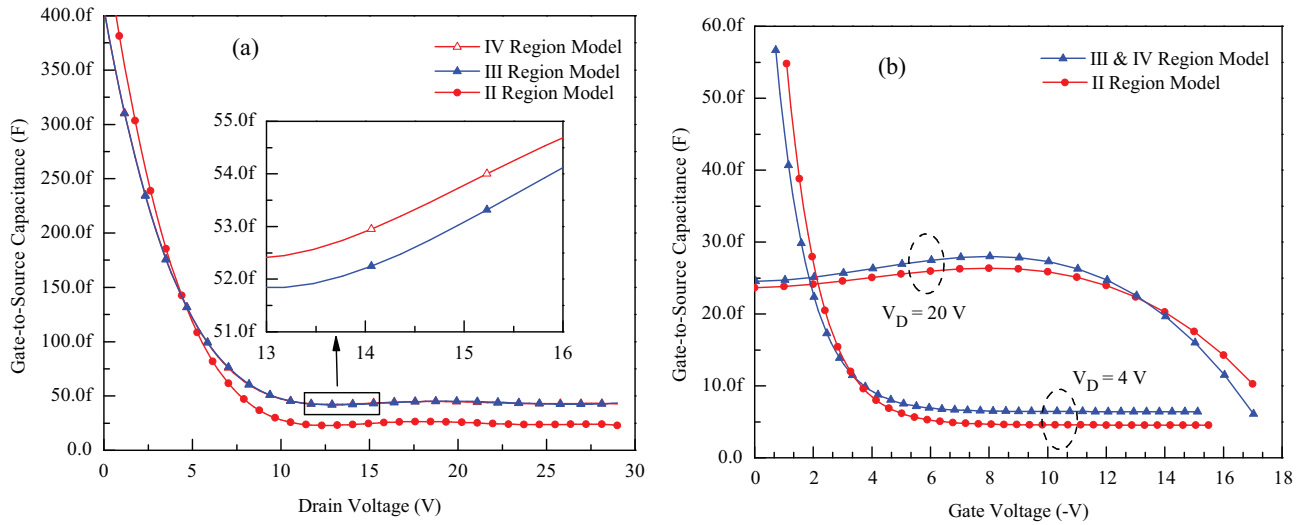 400.0f
350.0f
300.0f
250.0f
200.0f
150.0f
100.0f
50.0f
0.0
Gate-to-Source Capacitance (F)
(a)
IV Region Model
III Region Model
II Region Model
55.0f
54.0f
53.0f
52.0f
51.0f
13 14 15 16
0 5 10 15 20 25 30
Drain Voltage (V)
60.0f
50.0f
40.0f
30.0f
20.0f
10.0f
0.0
Gate-to-Source Capacitance (F)
(b)
III & IV Region Model
II Region Model
V_D = 20 V
V_D = 4 V
0 2 4 6 8 10 12 14 16 18
Gate Voltage (-V)